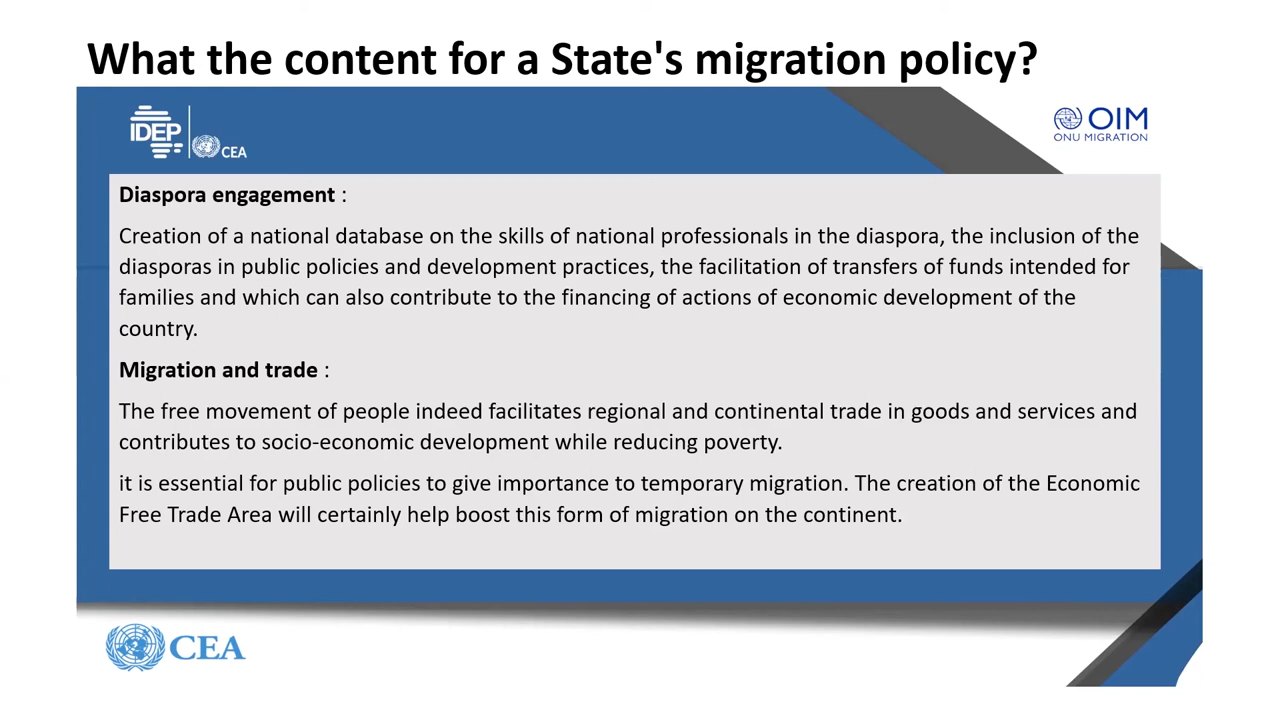 What the content for a State's migration policy?
IDEP
CEA
OIM
ONU MIGRATION
Diaspora engagement :
Creation of a national database on the skills of national professionals in the diaspora, the inclusion of the
diasporas in public policies and development practices, the facilitation of transfers of funds intended for
families and which can also contribute to the financing of actions of economic development of the
country.
Migration and trade :
The free movement of people indeed facilitates regional and continental trade in goods and services and
contributes to socio-economic development while reducing poverty.
it is essential for public policies to give importance to temporary migration. The creation of the Economic
Free Trade Area will certainly help boost this form of migration on the continent.
CEA